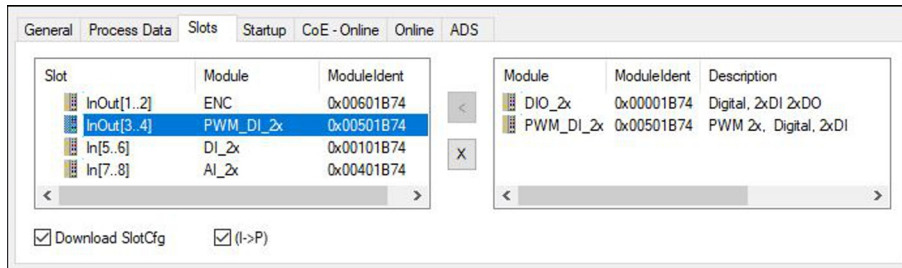 General Process Data Slots Startup CoE - Online Online ADS
Slot Module ModuleIdent
InOut[1..2] ENC 0x00601B74
InOut[3..4] PWM_DI_2x 0x00501B74
In[5..6] DI_2x 0x00101B74
In[7..8] AI_2x 0x00401B74
<
X
Module ModuleIdent Description
DIO_2x 0x00001B74 Digital, 2xDI 2xDO
PWM_DI_2x 0x00501B74 PWM 2x, Digital, 2xDI
Download SlotCfg (I->P)